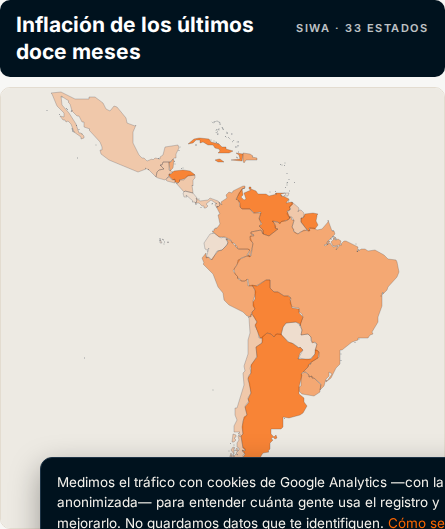 Inflación de los últimos
doce meses
SIWA · 33 ESTADOS
Medimos el tráfico con cookies de Google Analytics —con la
anonimizada— para entender cuánta gente usa el registro y
mejorarlo. No guardamos datos que te identifiquen. Cómo se